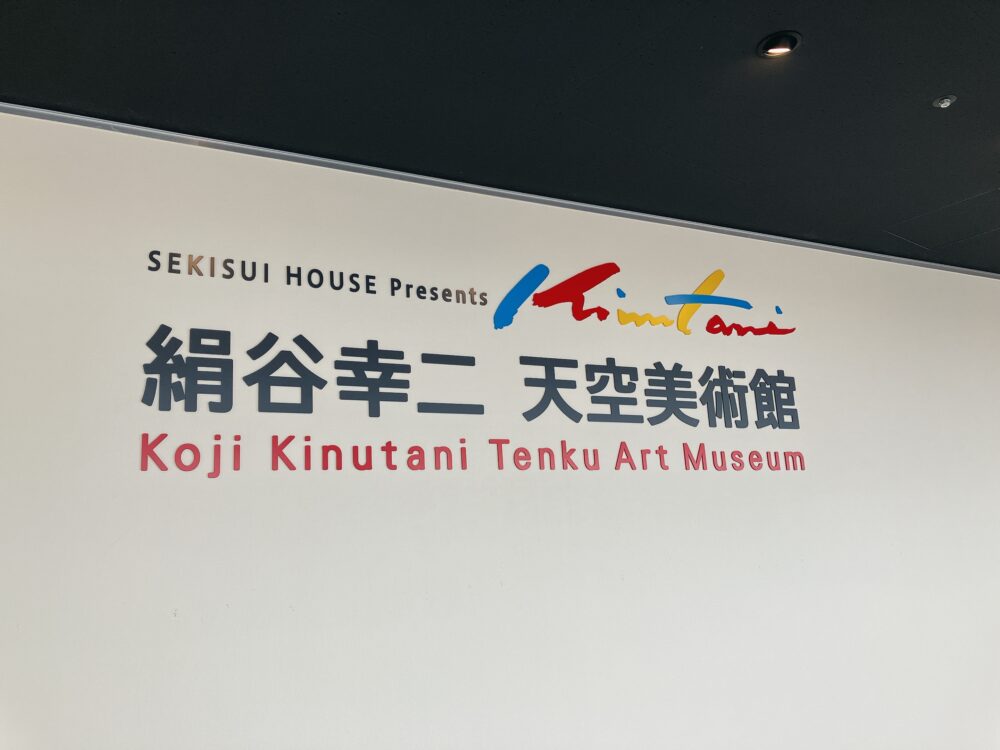 SEKISUI HOUSE Presents Kinutani
絹谷幸二 天空美術館
Koji Kinutani Tenku Art Museum